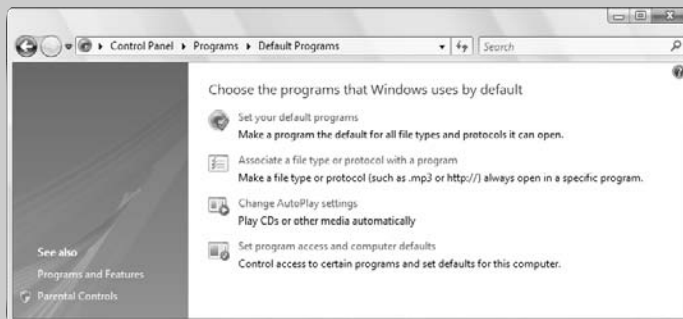 Control Panel ▸ Programs ▸ Default Programs
Search
Choose the programs that Windows uses by default
Set your default programs
Make a program the default for all file types and protocols it can open.
Associate a file type or protocol with a program
Make a file type or protocol (such as .mp3 or http://) always open in a specific program.
Change AutoPlay settings
Play CDs or other media automatically
Set program access and computer defaults
Control access to certain programs and set defaults for this computer.
See also
Programs and Features
Parental Controls